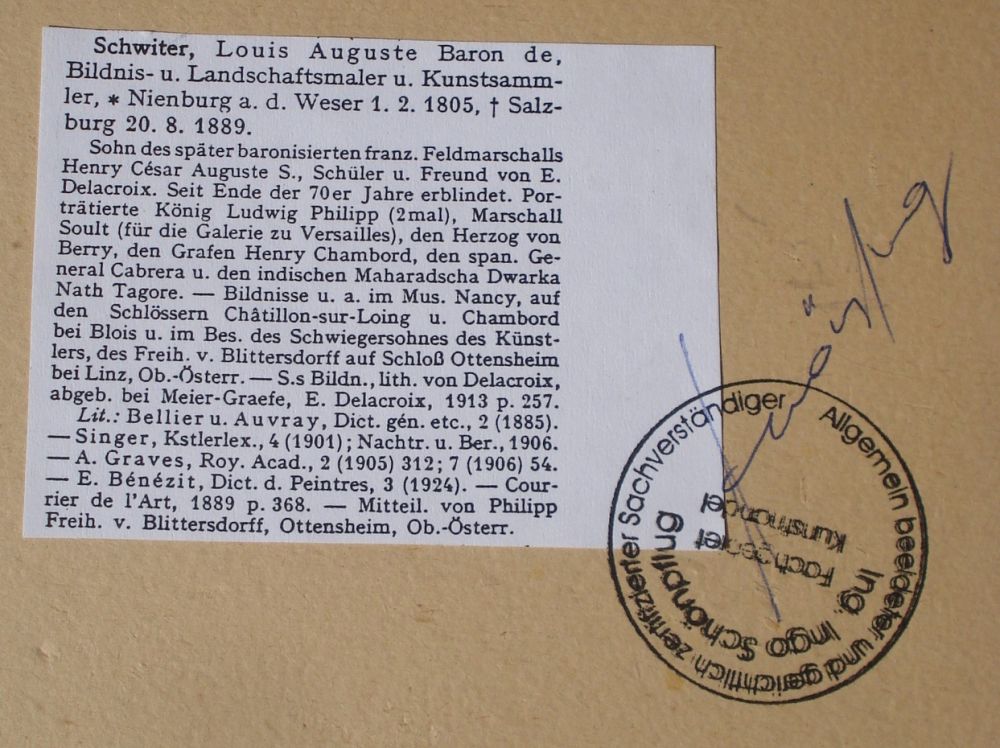 Schwiter, Louis Auguste Baron de,
Bildnis- u. Landschaftsmaler u. Kunstsamm-
ler, * Nienburg a. d. Weser 1. 2. 1805, † Salz-
burg 20. 8. 1889.
Sohn des später baronisierten franz. Feldmarschalls
Henry César Auguste S., Schüler u. Freund von E.
Delacroix. Seit Ende der 70er Jahre erblindet. Por-
trätierte König Ludwig Philipp (2mal), Marschall
Soult (für die Galerie zu Versailles), den Herzog von
Berry, den Grafen Henry Chambord, den span. Ge-
neral Cabrera u. den indischen Maharadscha Dwarka
Nath Tagore. — Bildnisse u. a. im Mus. Nancy, auf
den Schlössern Châtillon-sur-Loing u. Chambord
bei Blois u. im Bes. des Schwiegersohnes des Künst-
lers, des Freih. v. Blittersdorff auf Schloß Ottensheim
bei Linz, Ob.-Österr. — S.s Bildn., lith. von Delacroix,
abgeb. bei Meier-Graefe, E. Delacroix, 1913 p. 257.
Lit.: Bellier u. Auvray, Dict. gén. etc., 2 (1885).
— Singer, Kstlerlex., 4 (1901); Nachtr. u. Ber., 1906.
— A. Graves, Roy. Acad., 2 (1905) 312; 7 (1906) 54.
— E. Bénézit, Dict. d. Peintres, 3 (1924). — Cour-
rier de l'Art, 1889 p. 368. — Mitteil. von Philipp
Freih. v. Blittersdorff, Ottensheim, Ob.-Österr.
Allgemein beeideter und gerichtlich zertifizierter Sachverständiger
Ing. Ingo Schönpflug
Fachgebiet
Kunsthandel